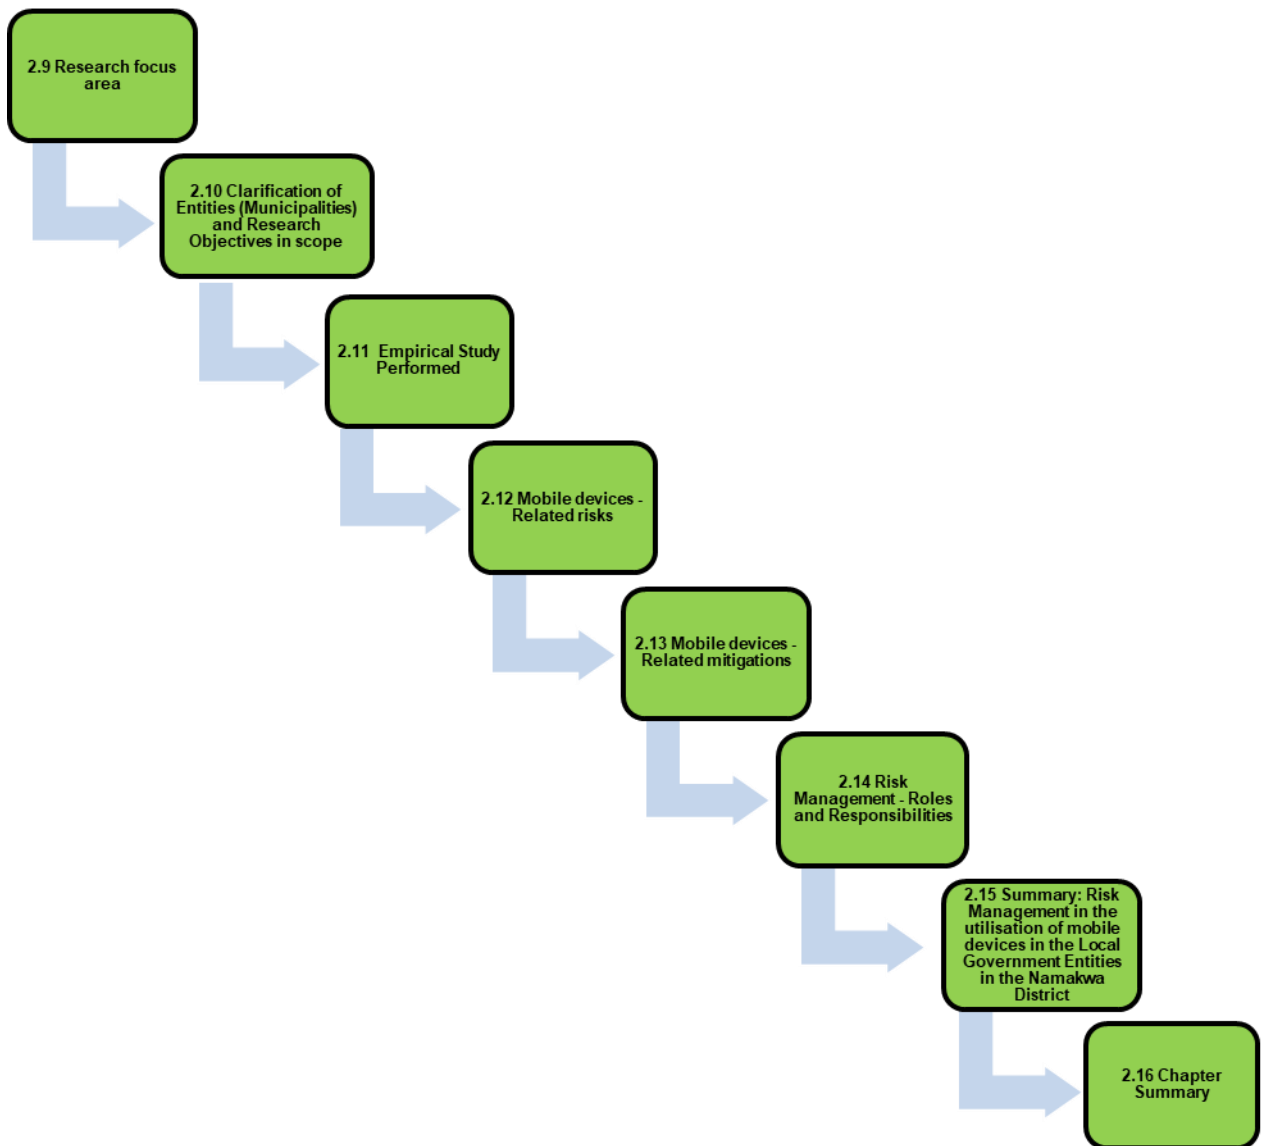 2.9 Research focus
area
2.10 Clarification of
Entities (Municipalities)
and Research
Objectives in scope
2.11 Empirical Study
Performed
2.12 Mobile devices -
Related risks
2.13 Mobile devices -
Related mitigations
2.14 Risk
Management - Roles
and Responsibilities
2.15 Summary: Risk
Management in the
utilisation of mobile
devices in the Local
Government Entities
in the Namakwa
District
2.16 Chapter
Summary